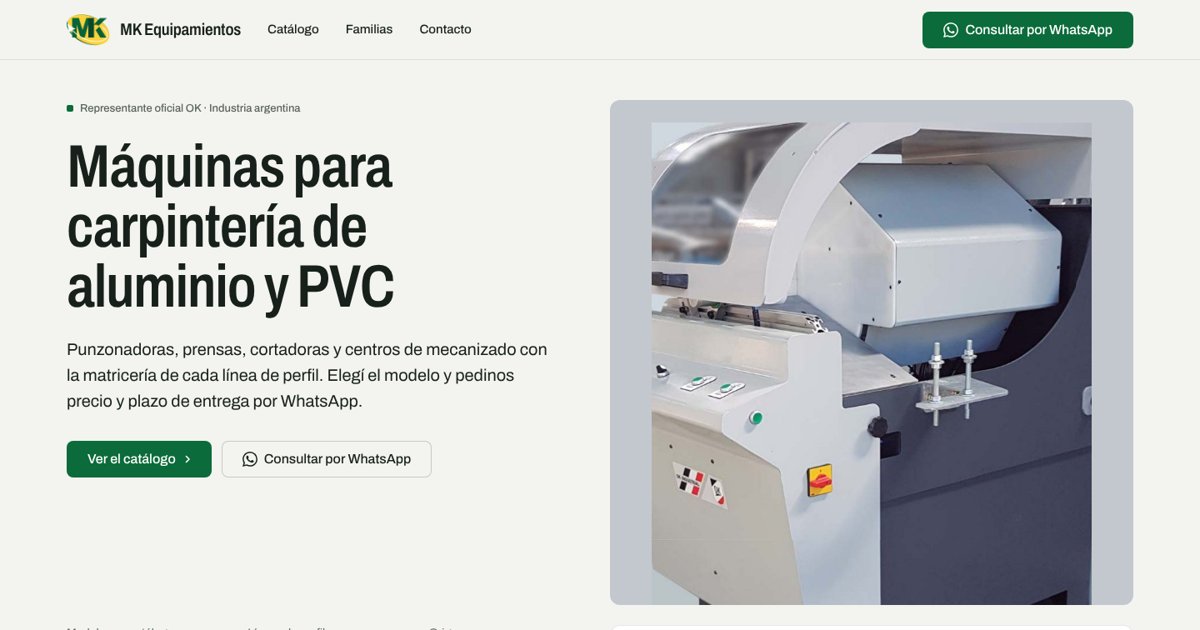 MK
MK Equipamientos
Catálogo
Familias
Contacto
Consultar por WhatsApp
Representante oficial OK · Industria argentina
Máquinas para
carpintería de
aluminio y PVC
Punzonadoras, prensas, cortadoras y centros de mecanizado con
la matricería de cada línea de perfil. Elegí el modelo y pedinos
precio y plazo de entrega por WhatsApp.
Ver el catálogo
Consultar por WhatsApp